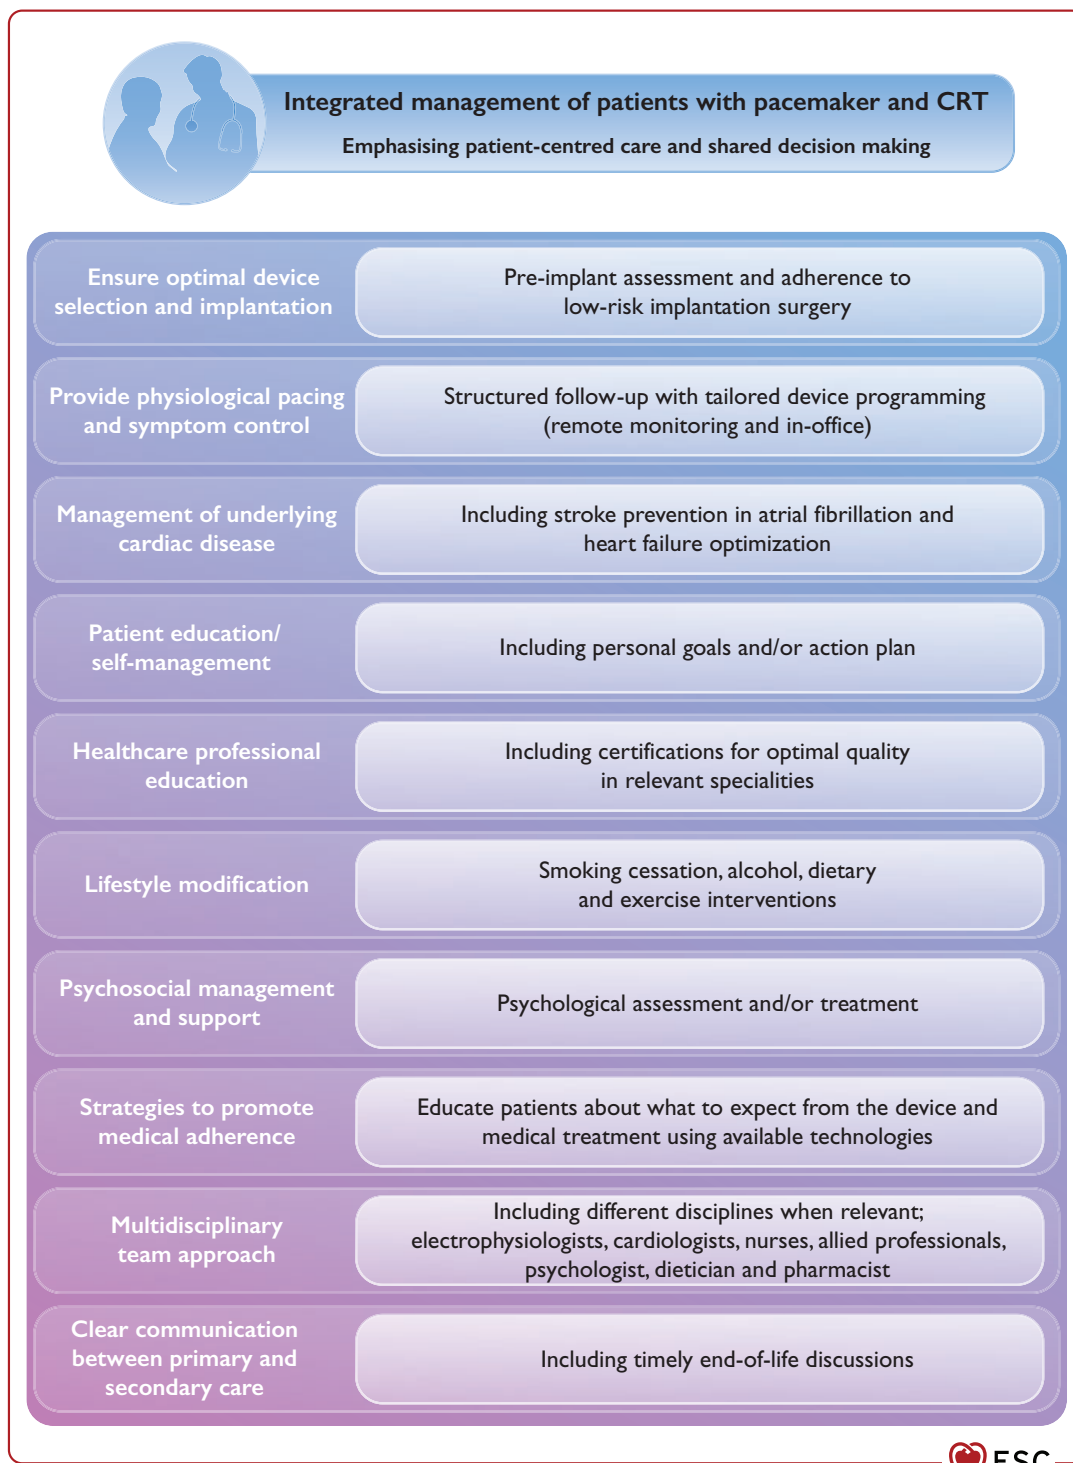 Integrated management of patients with pacemaker and CRT
Emphasising patient-centred care and shared decision making
Ensure optimal device
selection and implantation
Pre-implant assessment and adherence to
low-risk implantation surgery
Provide physiological pacing
and symptom control
Structured follow-up with tailored device programming
(remote monitoring and in-office)
Management of underlying
cardiac disease
Including stroke prevention in atrial fibrillation and
heart failure optimization
Patient education/
self-management
Including personal goals and/or action plan
Healthcare professional
education
Including certifications for optimal quality
in relevant specialities
Lifestyle modification
Smoking cessation, alcohol, dietary
and exercise interventions
Psychosocial management
and support
Psychological assessment and/or treatment
Strategies to promote
medical adherence
Educate patients about what to expect from the device and
medical treatment using available technologies
Multidisciplinary
team approach
Including different disciplines when relevant;
electrophysiologists, cardiologists, nurses, allied professionals,
psychologist, dietician and pharmacist
Clear communication
between primary and
secondary care
Including timely end-of-life discussions
ESC